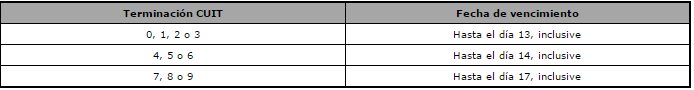 Terminación CUIT Fecha de vencimiento
0, 1, 2 o 3 Hasta el día 13, inclusive
4, 5 o 6 Hasta el día 14, inclusive
7, 8 o 9 Hasta el día 17, inclusive